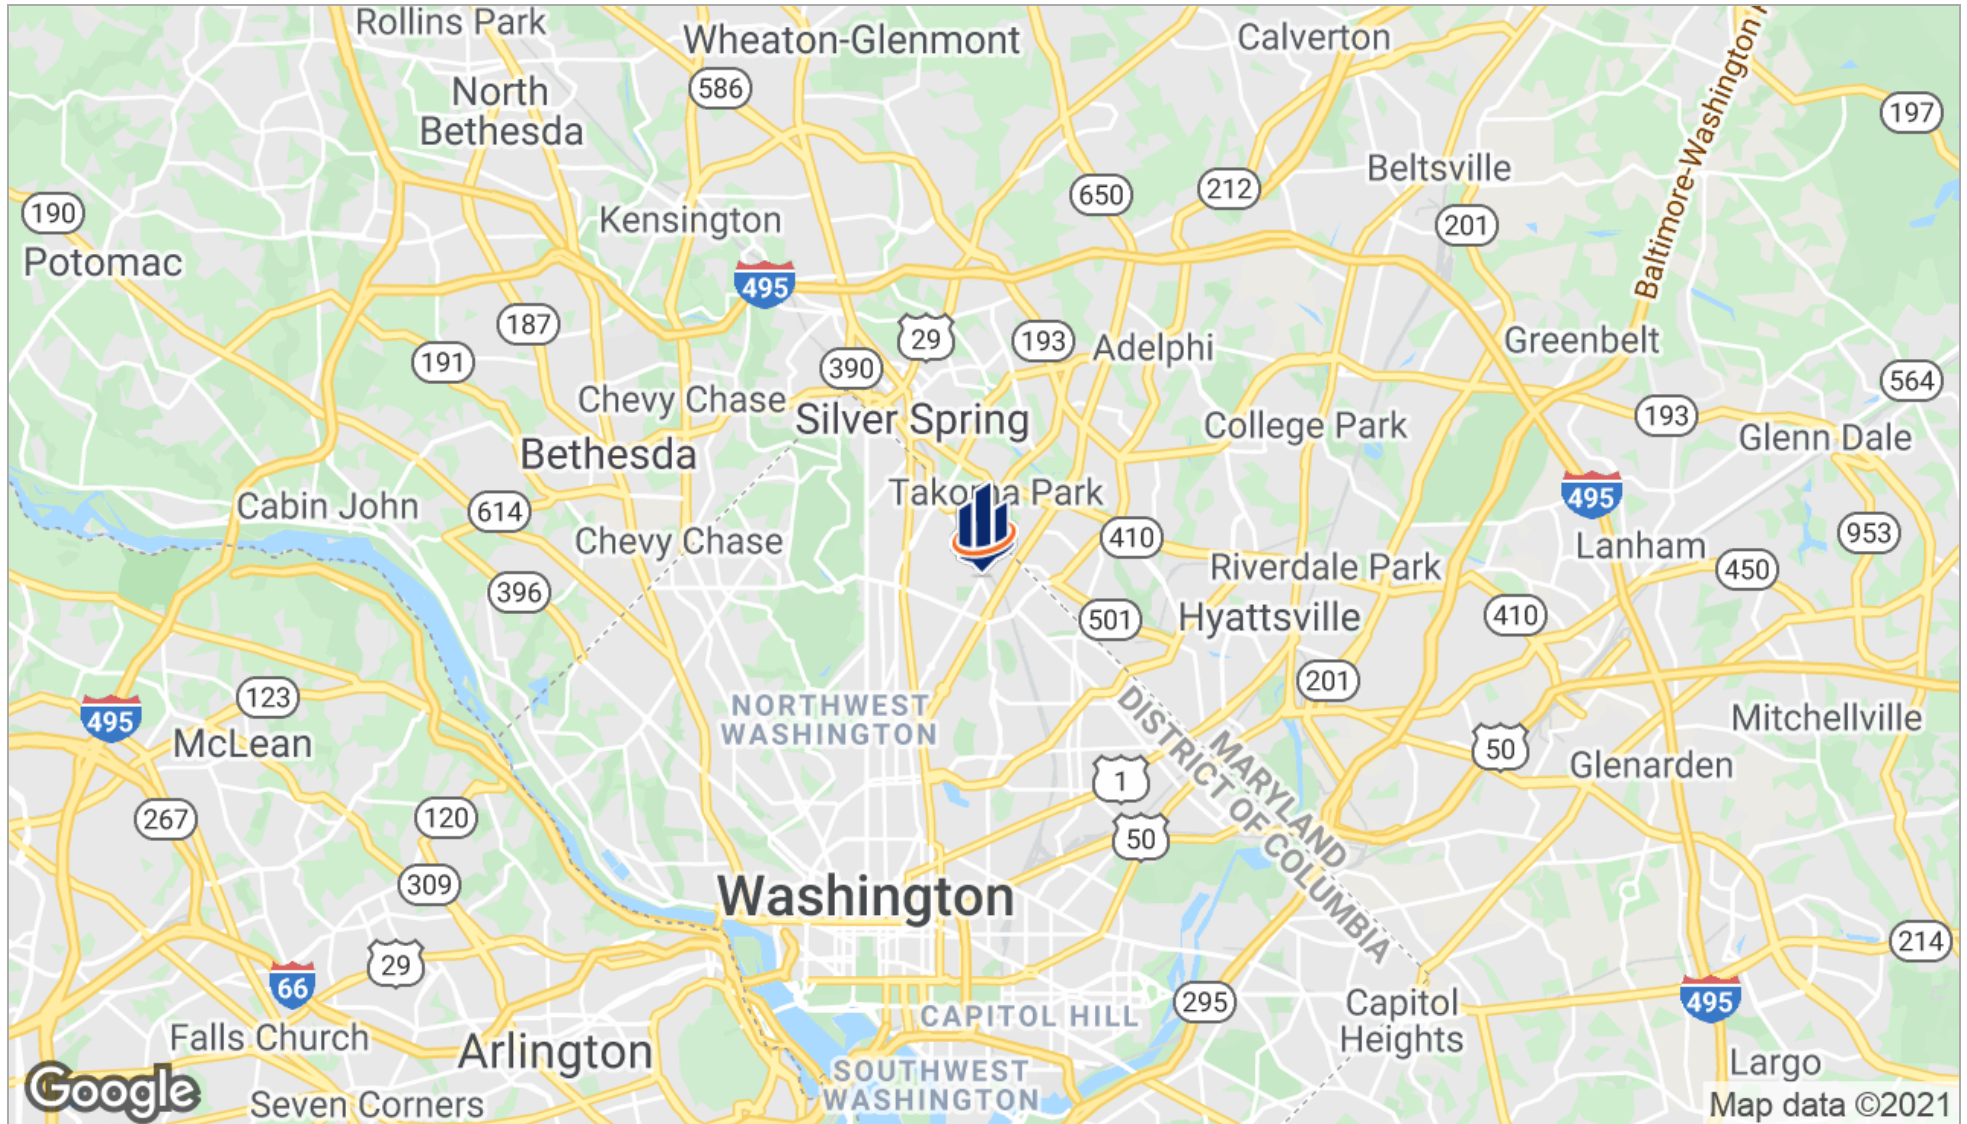 Rollins Park
Wheaton-Glenmont
Calverton
586
North
Bethesda
197
Baltimore-Washington
Beltsville
650
212
190
Kensington
201
Potomac
495
187
29
193
Adelphi
Greenbelt
191
390
564
Chevy Chase
Silver Spring
193
College Park
Glenn Dale
Bethesda
Takoma Park
495
Cabin John
614
953
Chevy Chase
410
Lanham
Riverdale Park
450
396
501
Hyattsville
410
123
201
495
NORTHWEST
WASHINGTON
McLean
Mitchellville
MARYLAND
DISTRICT OF COLUMBIA
50
Glenarden
1
267
120
50
309
Washington
29
214
66
295
495
Capitol
Heights
CAPITOL HILL
Falls Church
Arlington
Largo
SOUTHWEST
WASHINGTON
Google
Seven Corners
Map data ©2021